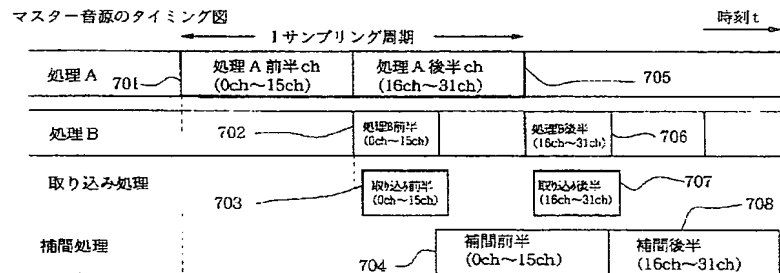 マスター音源のタイミング図
時刻t
1サンプリング周期
処理A
701
処理A前半ch
(0ch～15ch)
処理A後半ch
(16ch～31ch)
705
処理B
702
処理B前半
(0ch～15ch)
処理B後半
(16ch～31ch)
706
取り込み処理
703
取り込み前半
(0ch～15ch)
取り込み後半
(16ch～31ch)
707
708
補間処理
704
補間前半
(0ch～15ch)
補間後半
(16ch～31ch)